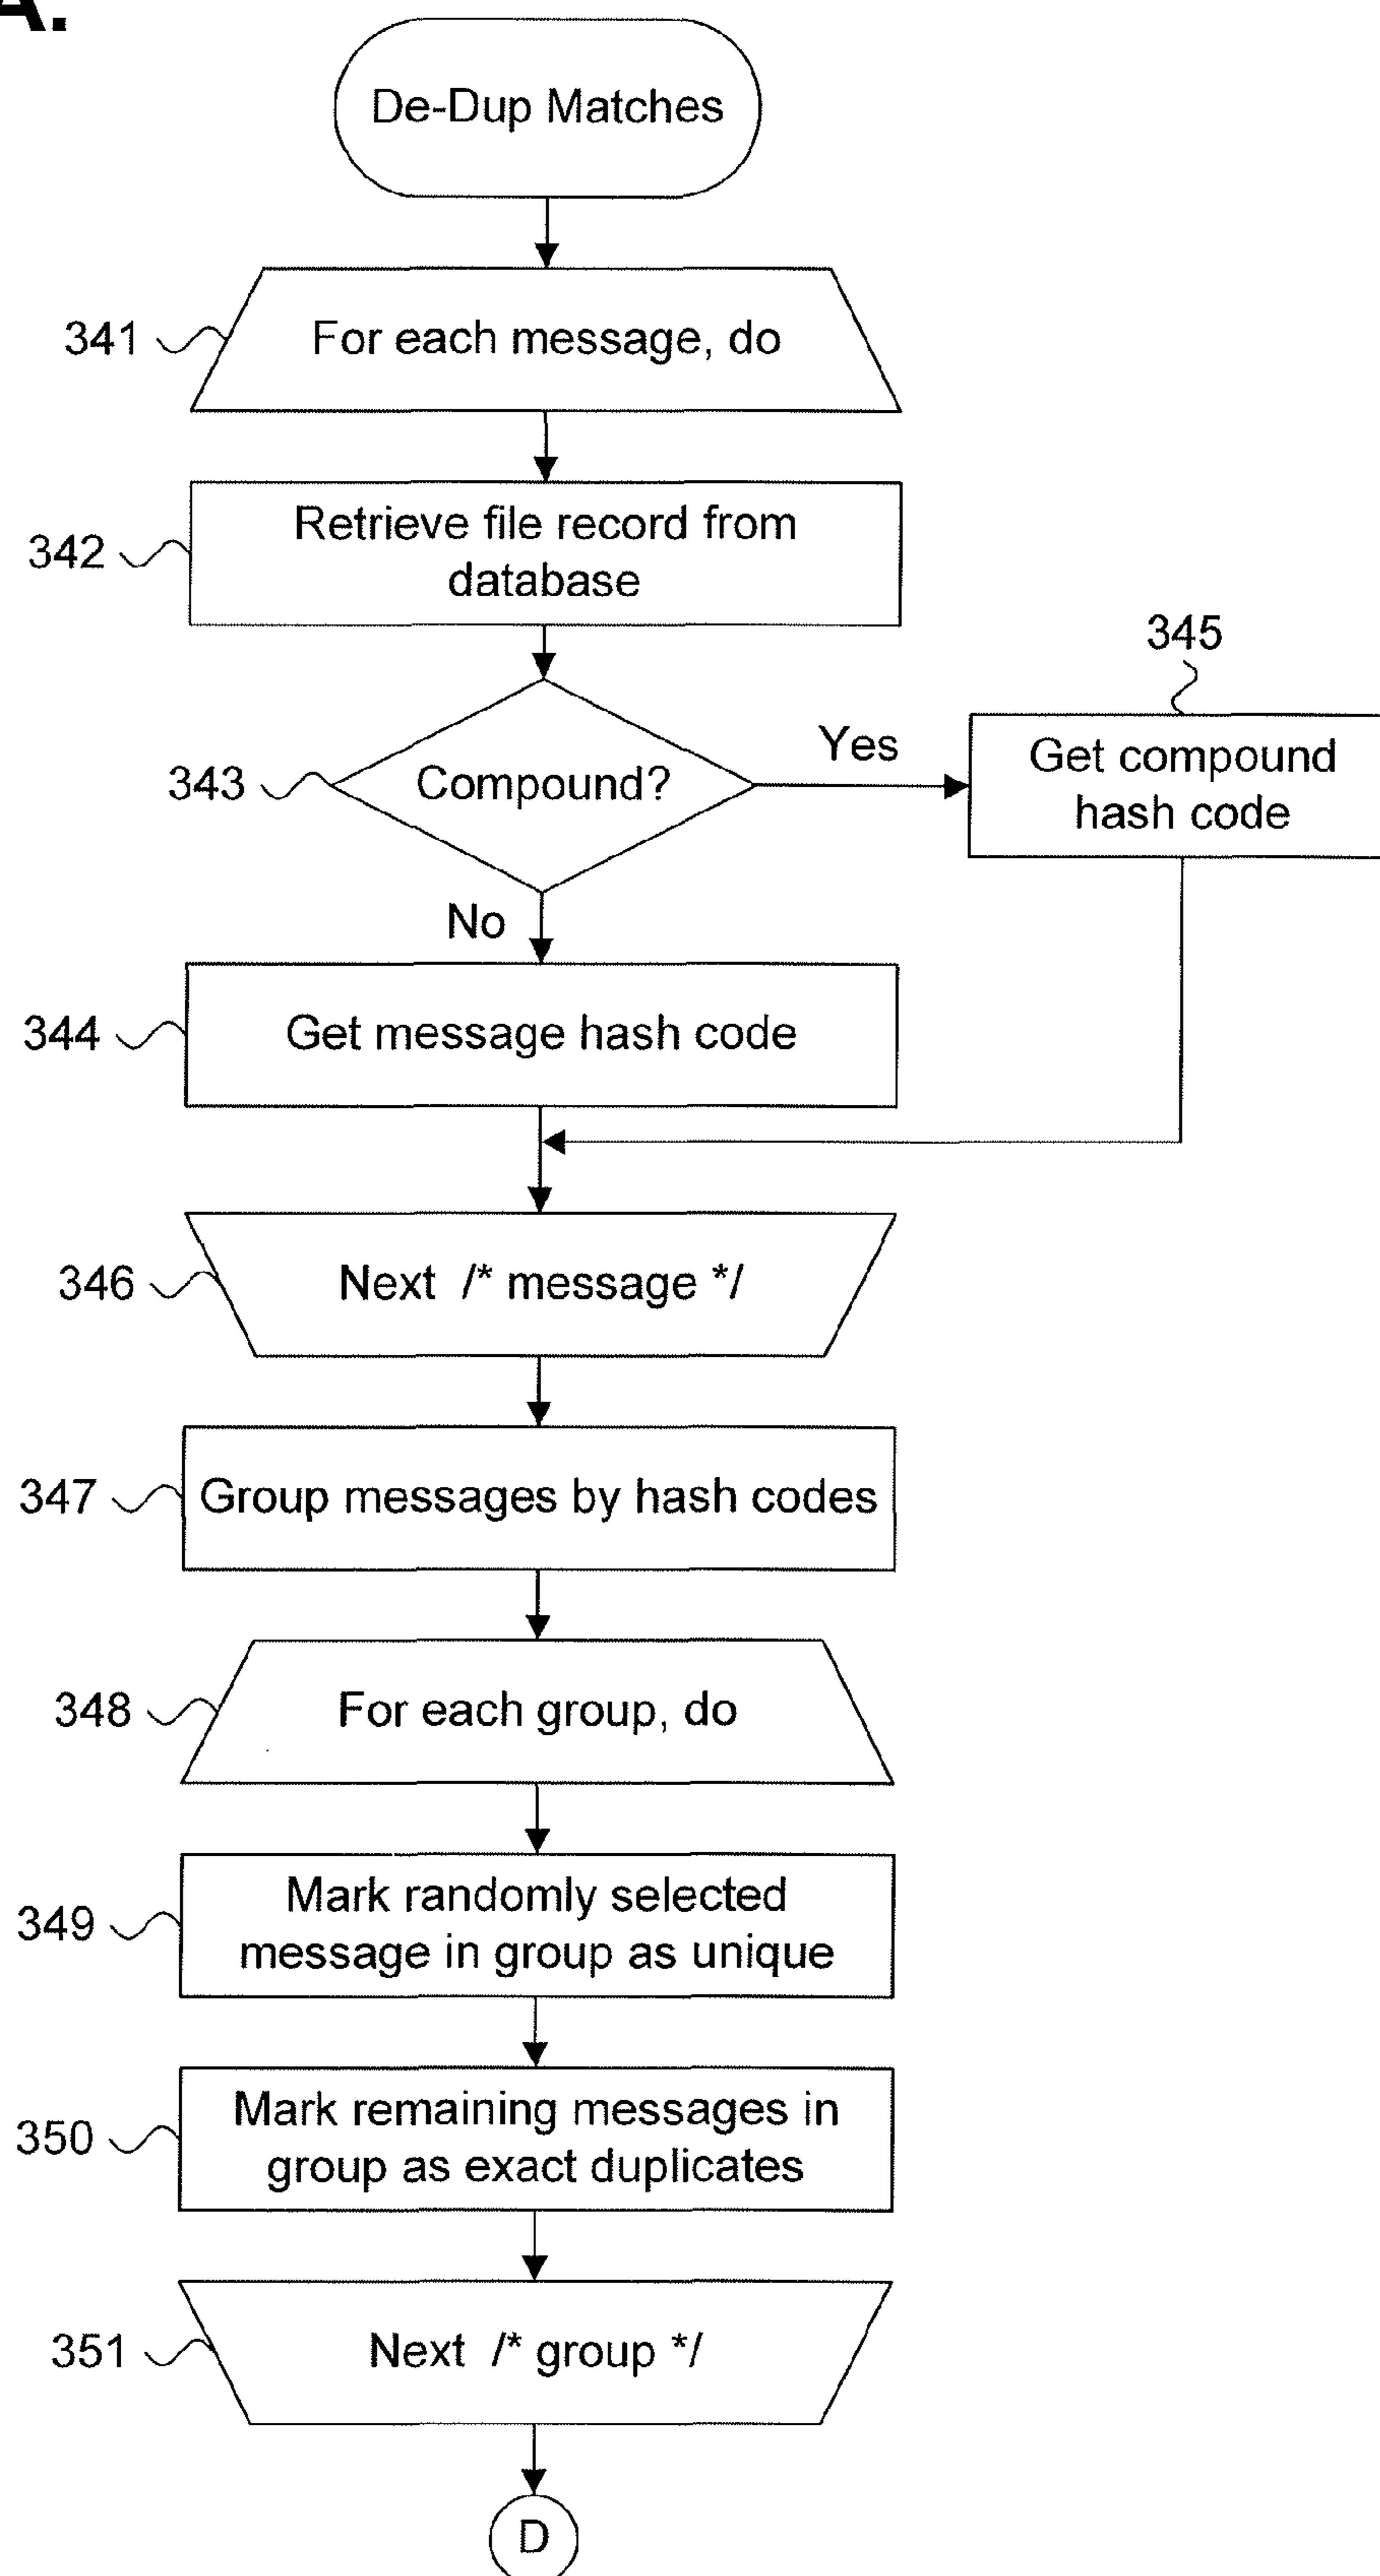 A.
De-Dup Matches
341
For each message, do
342
Retrieve file record from
database
345
343
Compound?
Yes
Get compound
hash code
No
344
Get message hash code
346
Next /* message */
347
Group messages by hash codes
348
For each group, do
349
Mark randomly selected
message in group as unique
350
Mark remaining messages in
group as exact duplicates
351
Next /* group */
D